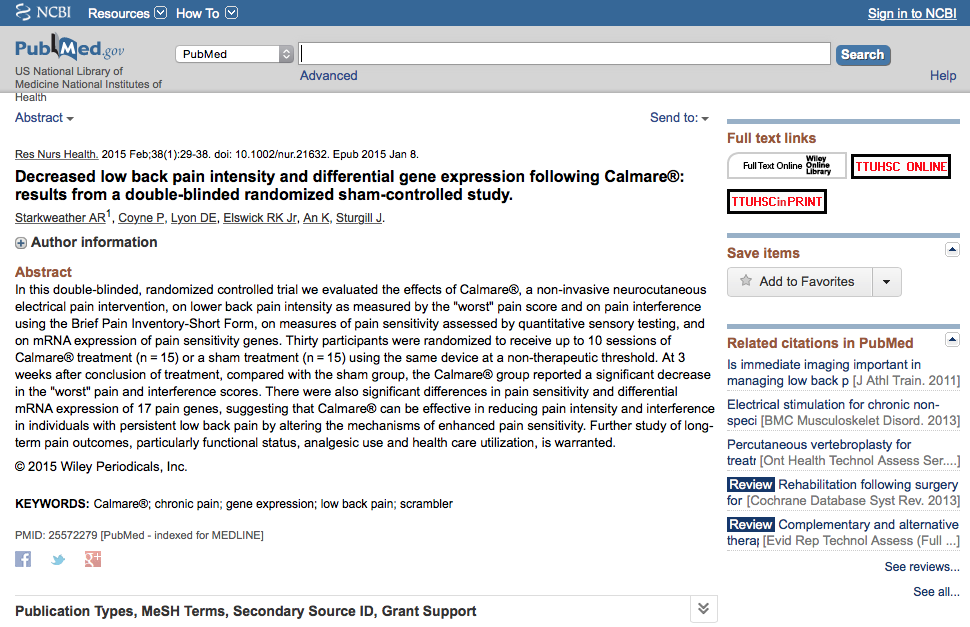 NCBI Resources How To Sign in to NCBI
PubMed.gov
US National Library of
Medicine National Institutes of
Health
PubMed
Search
Advanced
Help
Abstract
Send to:
Res Nurs Health. 2015 Feb;38(1):29-38. doi: 10.1002/nur.21632. Epub 2015 Jan 8.
Decreased low back pain intensity and differential gene expression following Calmare®:
results from a double-blinded randomized sham-controlled study.
Starkweather AR1, Coyne P, Lyon DE, Elswick RK Jr, An K, Sturgill J.
Author information
Abstract
In this double-blinded, randomized controlled trial we evaluated the effects of Calmare®, a non-invasive neurocutaneous
electrical pain intervention, on lower back pain intensity as measured by the "worst" pain score and on pain interference
using the Brief Pain Inventory-Short Form, on measures of pain sensitivity assessed by quantitative sensory testing, and
on mRNA expression of pain sensitivity genes. Thirty participants were randomized to receive up to 10 sessions of
Calmare® treatment (n = 15) or a sham treatment (n = 15) using the same device at a non-therapeutic threshold. At 3
weeks after conclusion of treatment, compared with the sham group, the Calmare® group reported a significant decrease
in the "worst" pain and interference scores. There were also significant differences in pain sensitivity and differential
mRNA expression of 17 pain genes, suggesting that Calmare® can be effective in reducing pain intensity and interference
in individuals with persistent low back pain by altering the mechanisms of enhanced pain sensitivity. Further study of long-
term pain outcomes, particularly functional status, analgesic use and health care utilization, is warranted.
© 2015 Wiley Periodicals, Inc.
KEYWORDS: Calmare®; chronic pain; gene expression; low back pain; scrambler
PMID: 25572279 [PubMed - indexed for MEDLINE]
Publication Types, MeSH Terms, Secondary Source ID, Grant Support
Full text links
Full Text Online Wiley Online Library
TTUHSC ONLINE
TTUHSCinPRINT
Save items
Add to Favorites
Related citations in PubMed
Is immediate imaging important in
managing low back p [J Athl Train. 2011]
Electrical stimulation for chronic non-
speci [BMC Musculoskelet Disord. 2013]
Percutaneous vertebroplasty for
treatr [Ont Health Technol Assess Ser....]
Review Rehabilitation following surgery
for [Cochrane Database Syst Rev. 2013]
Review Complementary and alternative
thera [Evid Rep Technol Assess (Full ...]
See reviews...
See all...